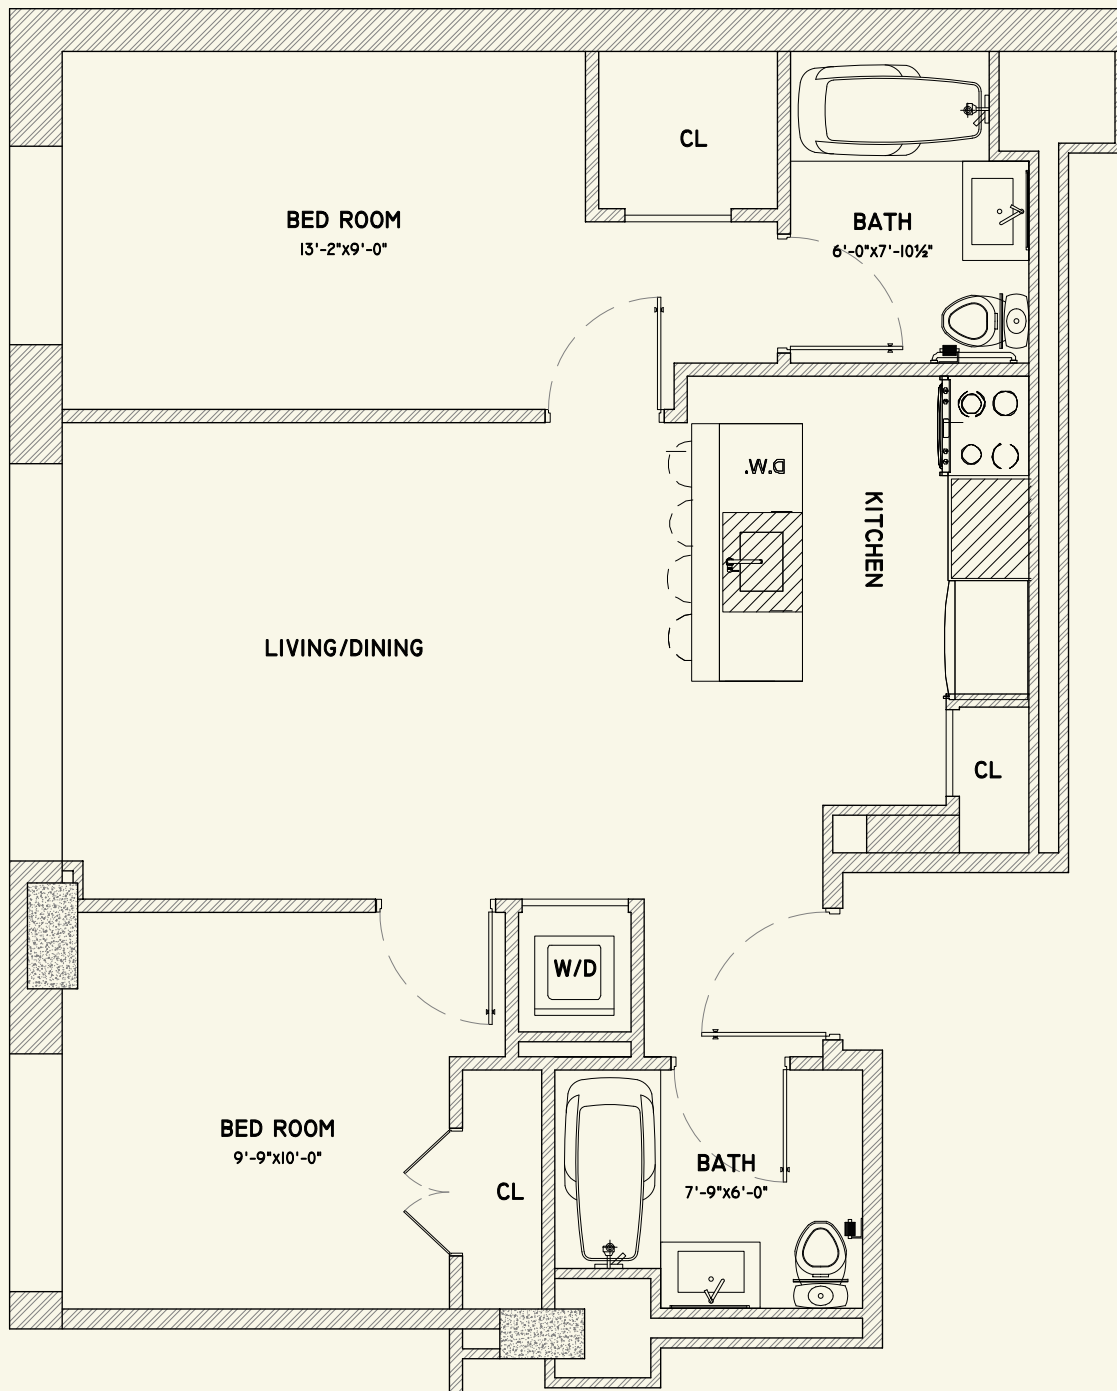 CL
BED ROOM
13'-2"x9'-0"
BATH
6'-0"x7'-10½"
D.W.
KITCHEN
LIVING/DINING
CL
W/D
BED ROOM
9'-9"x10'-0"
CL
BATH
7'-9"x6'-0"